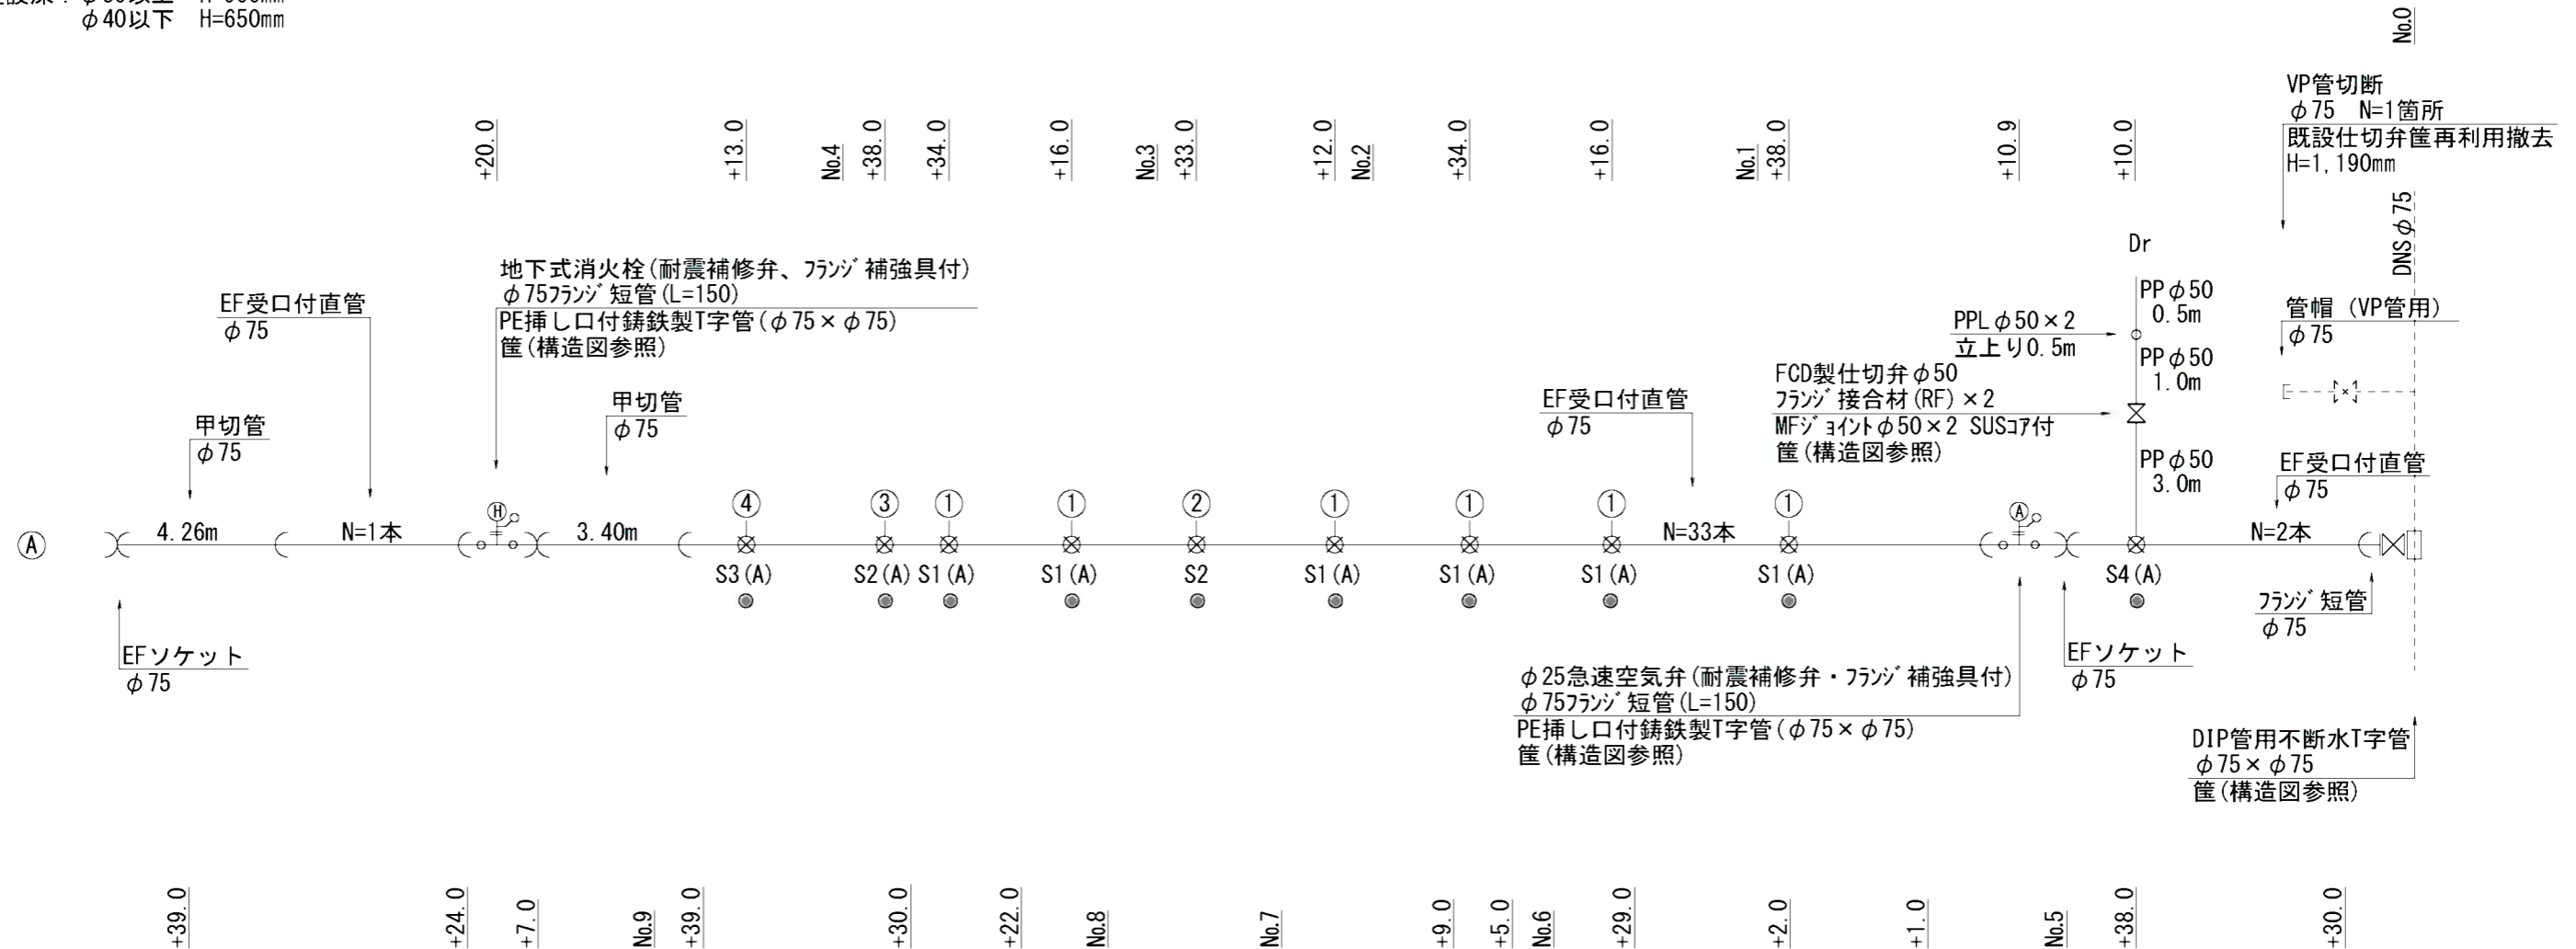 φ40以下 H=650mm
No.0
VP管切断
φ75 N=1箇所
既設仕切弁筐再利用撤去
H=1,190mm
+20.0
+13.0
No.4
+38.0
+34.0
+16.0
No.3
+33.0
+12.0
No.2
+34.0
+16.0
No.1
+38.0
+10.9
+10.0
DNSφ75
Dr
地下式消火栓(耐震補修弁、フランジ補強具付)
φ75フランジ短管(L=150)
PE挿し口付鋳鉄製T字管(φ75×φ75)
筐(構造図参照)
EF受口付直管
φ75
PPφ50
0.5m
管帽 (VP管用)
φ75
PPLφ50×2
立上り0.5m
PPφ50
1.0m
FCD製仕切弁φ50
フランジ接合材(RF)×2
MFジョイントφ50×2 SUSコア付
筐(構造図参照)
甲切管
φ75
甲切管
φ75
EF受口付直管
φ75
PPφ50
3.0m
EF受口付直管
φ75
H
4
3
1
1
2
1
1
1
1
A
A
4.26m
N=1本
3.40m
N=33本
N=2本
S3(A)
S2(A)
S1(A)
S1(A)
S2
S1(A)
S1(A)
S1(A)
S1(A)
S4(A)
フランジ短管
φ75
EFソケット
φ75
EFソケット
φ75
φ25急速空気弁(耐震補修弁・フランジ補強具付)
φ75フランジ短管(L=150)
PE挿し口付鋳鉄製T字管(φ75×φ75)
筐(構造図参照)
DIP管用不断水T字管
φ75×φ75
筐(構造図参照)
+39.0
+24.0
+7.0
No.9
+39.0
+30.0
+22.0
No.8
No.7
+9.0
+5.0
No.6
+29.0
+2.0
+1.0
No.5
+38.0
+30.0